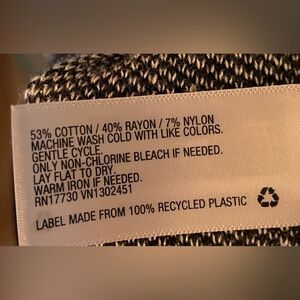 53% COTTON / 40% RAYON / 7% NYLON
MACHINE WASH COLD WITH LIKE COLORS.
GENTLE CYCLE.
ONLY NON-CHLORINE BLEACH IF NEEDED.
LAY FLAT TO DRY.
WARM IRON IF NEEDED.
RN17730 VN1302451
LABEL MADE FROM 100% RECYCLED PLASTIC